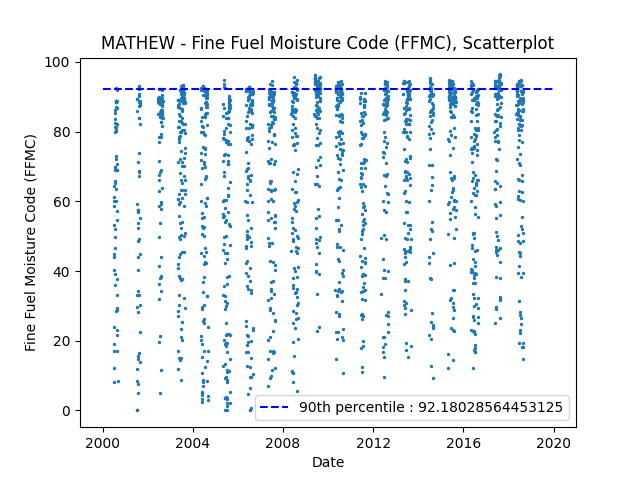 MATHEW - Fine Fuel Moisture Code (FFMC), Scatterplot
100
80
60
40
20
0
Fine Fuel Moisture Code (FFMC)
90th percentile : 92.18028564453125
2000 2004 2008 2012 2016 2020
Date